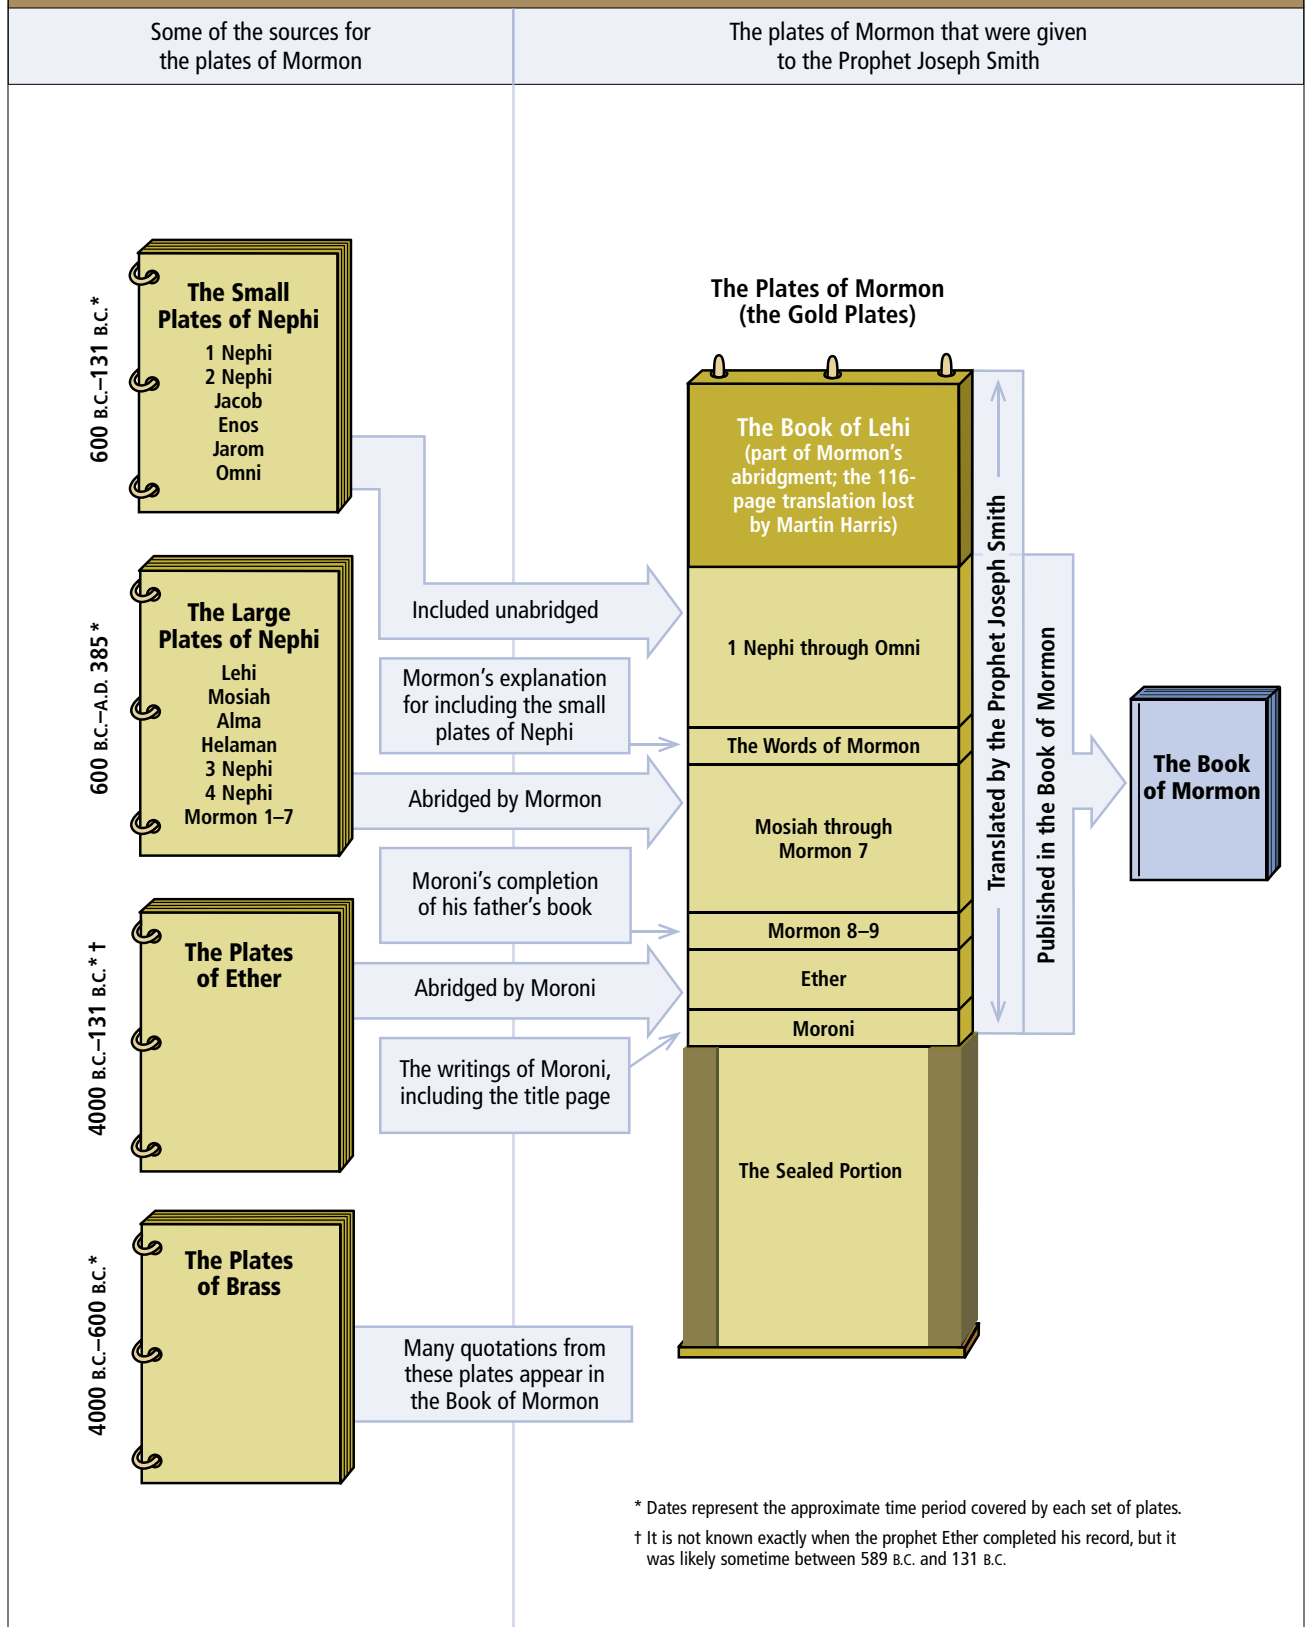 Some of the sources for
the plates of Mormon
The plates of Mormon that were given
to the Prophet Joseph Smith
600 B.C.–131 B.C.*
The Small
Plates of Nephi
1 Nephi
2 Nephi
Jacob
Enos
Jarom
Omni
600 B.C.–A.D. 385*
The Large
Plates of Nephi
Lehi
Mosiah
Alma
Helaman
3 Nephi
4 Nephi
Mormon 1–7
4000 B.C.–131 B.C.*†
The Plates
of Ether
4000 B.C.–600 B.C.*
The Plates
of Brass
Included unabridged
Mormon’s explanation
for including the small
plates of Nephi
Abridged by Mormon
Moroni’s completion
of his father’s book
Abridged by Moroni
The writings of Moroni,
including the title page
Many quotations from
these plates appear in
the Book of Mormon
The Plates of Mormon
(the Gold Plates)
The Book of Lehi
(part of Mormon’s
abridgment; the 116-
page translation lost
by Martin Harris)
1 Nephi through Omni
The Words of Mormon
Mosiah through
Mormon 7
Mormon 8–9
Ether
Moroni
The Sealed Portion
Translated by the Prophet Joseph Smith
Published in the Book of Mormon
The Book
of Mormon
* Dates represent the approximate time period covered by each set of plates.
† It is not known exactly when the prophet Ether completed his record, but it
was likely sometime between 589 B.C. and 131 B.C.